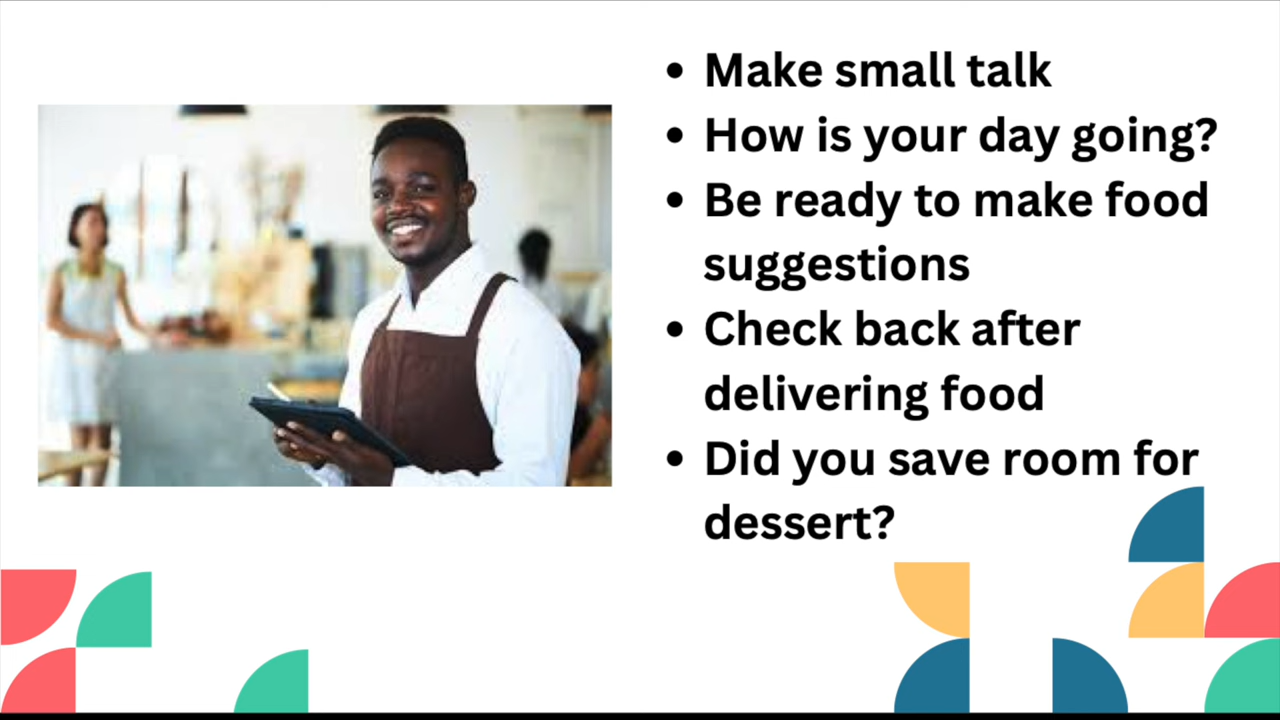 • Make small talk
• How is your day going?
• Be ready to make food
suggestions
• Check back after
delivering food
• Did you save room for
dessert?